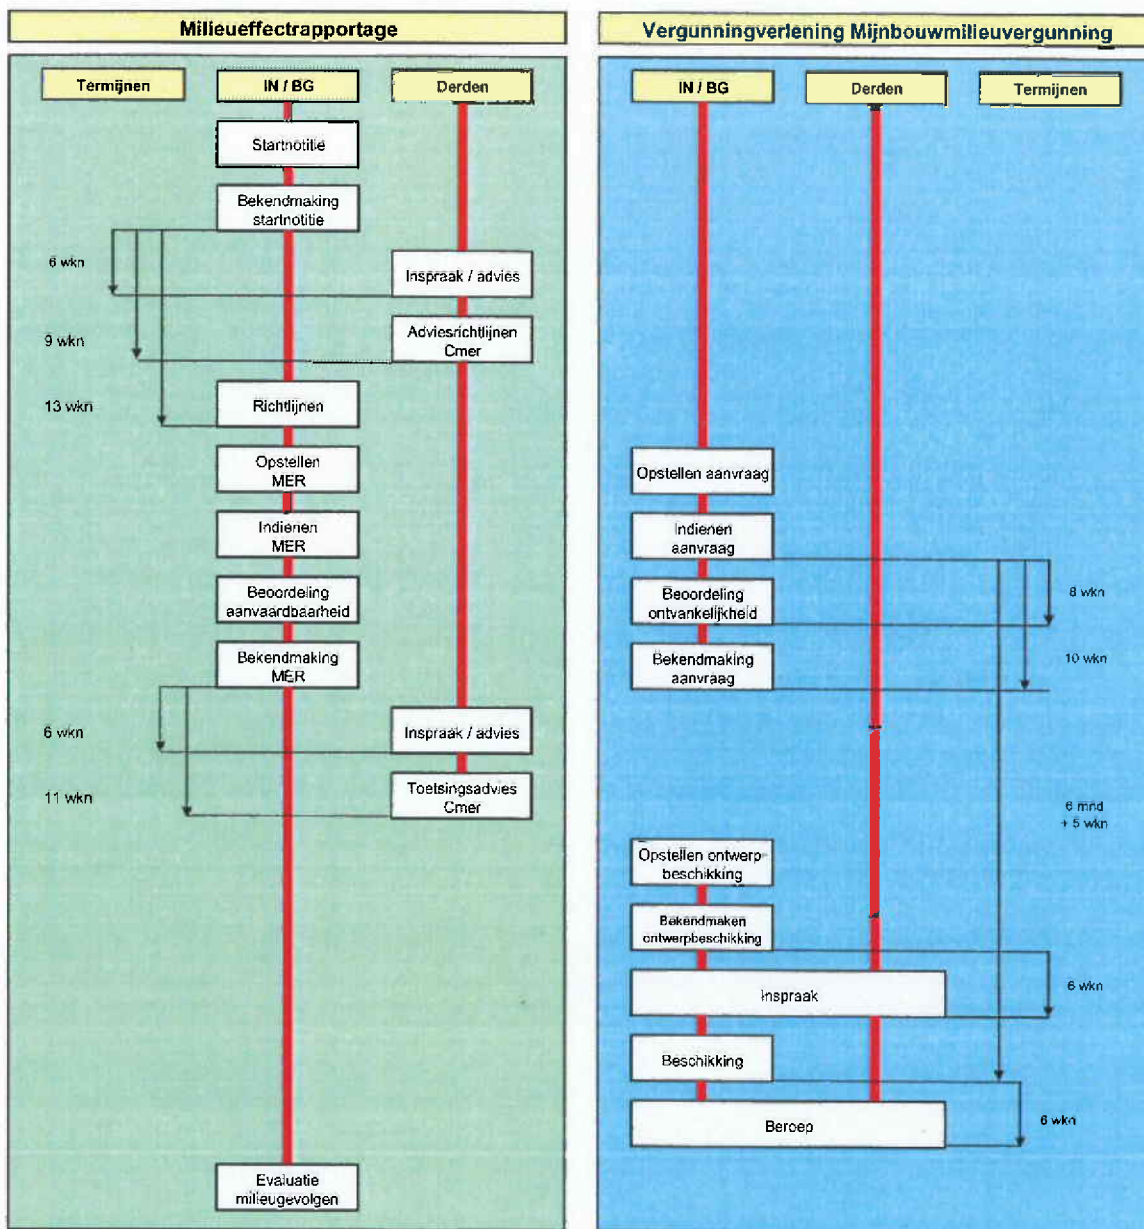 Milieueffectrapportage
Termijnen
IN / BG
Derden
Startnotitie
Bekendmaking
startnotitie
6 wkn
Inspraak / advies
9 wkn
Adviesrichtlijnen
Cmer
13 wkn
Richtlijnen
Opstellen
MER
Indienen
MER
Beoordeling
aanvaardbaarheid
Bekendmaking
MER
6 wkn
Inspraak / advies
11 wkn
Toetsingsadvies
Cmer
Evaluatie
milieugevolgen
Vergunningverlening Mijnbouwmilieuvergunning
IN / BG
Derden
Termijnen
Opstellen aanvraag
Indienen
aanvraag
8 wkn
Beoordeling
ontvankelijkheid
10 wkn
Bekendmaking
aanvraag
6 mnd
+ 5 wkn
Opstellen ontwerp-
beschikking
Bekendmaken
ontwerpbeschikking
6 wkn
Inspraak
Beschikking
6 wkn
Beroep